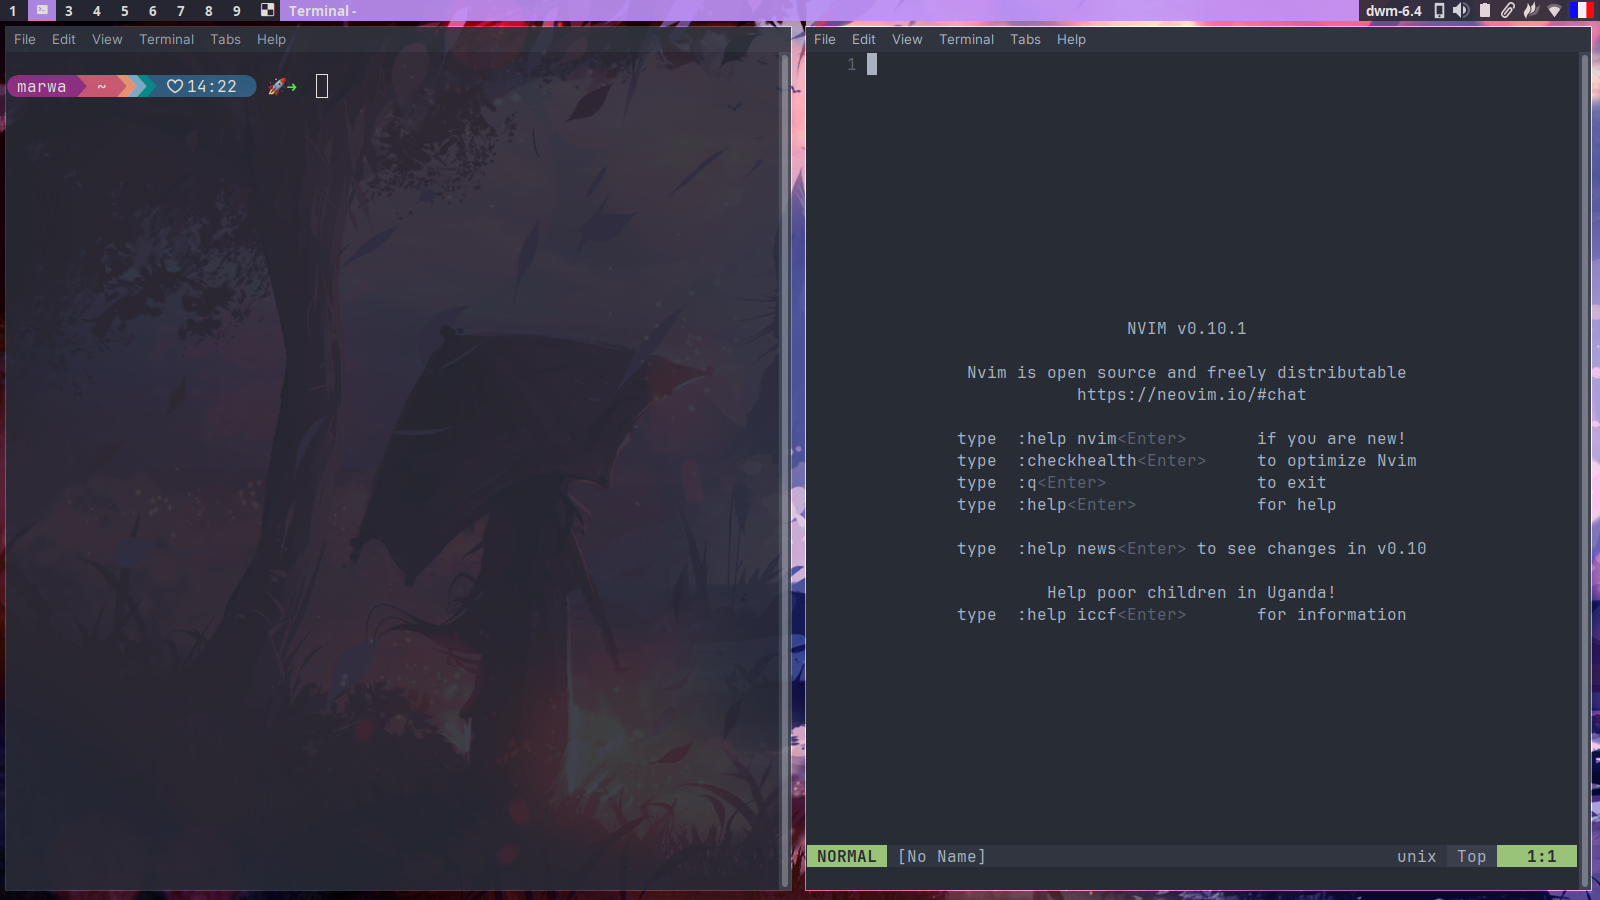 1 3 4 5 6 7 8 9 Terminal - dwm-6.4
File Edit View Terminal Tabs Help
marwa ~ 14:22
File Edit View Terminal Tabs Help
1
NVIM v0.10.1
Nvim is open source and freely distributable
https://neovim.io/#chat
type :help nvim<Enter> if you are new!
type :checkhealth<Enter> to optimize Nvim
type :q<Enter> to exit
type :help<Enter> for help
type :help news<Enter> to see changes in v0.10
Help poor children in Uganda!
type :help iccf<Enter> for information
NORMAL [No Name] unix Top 1:1